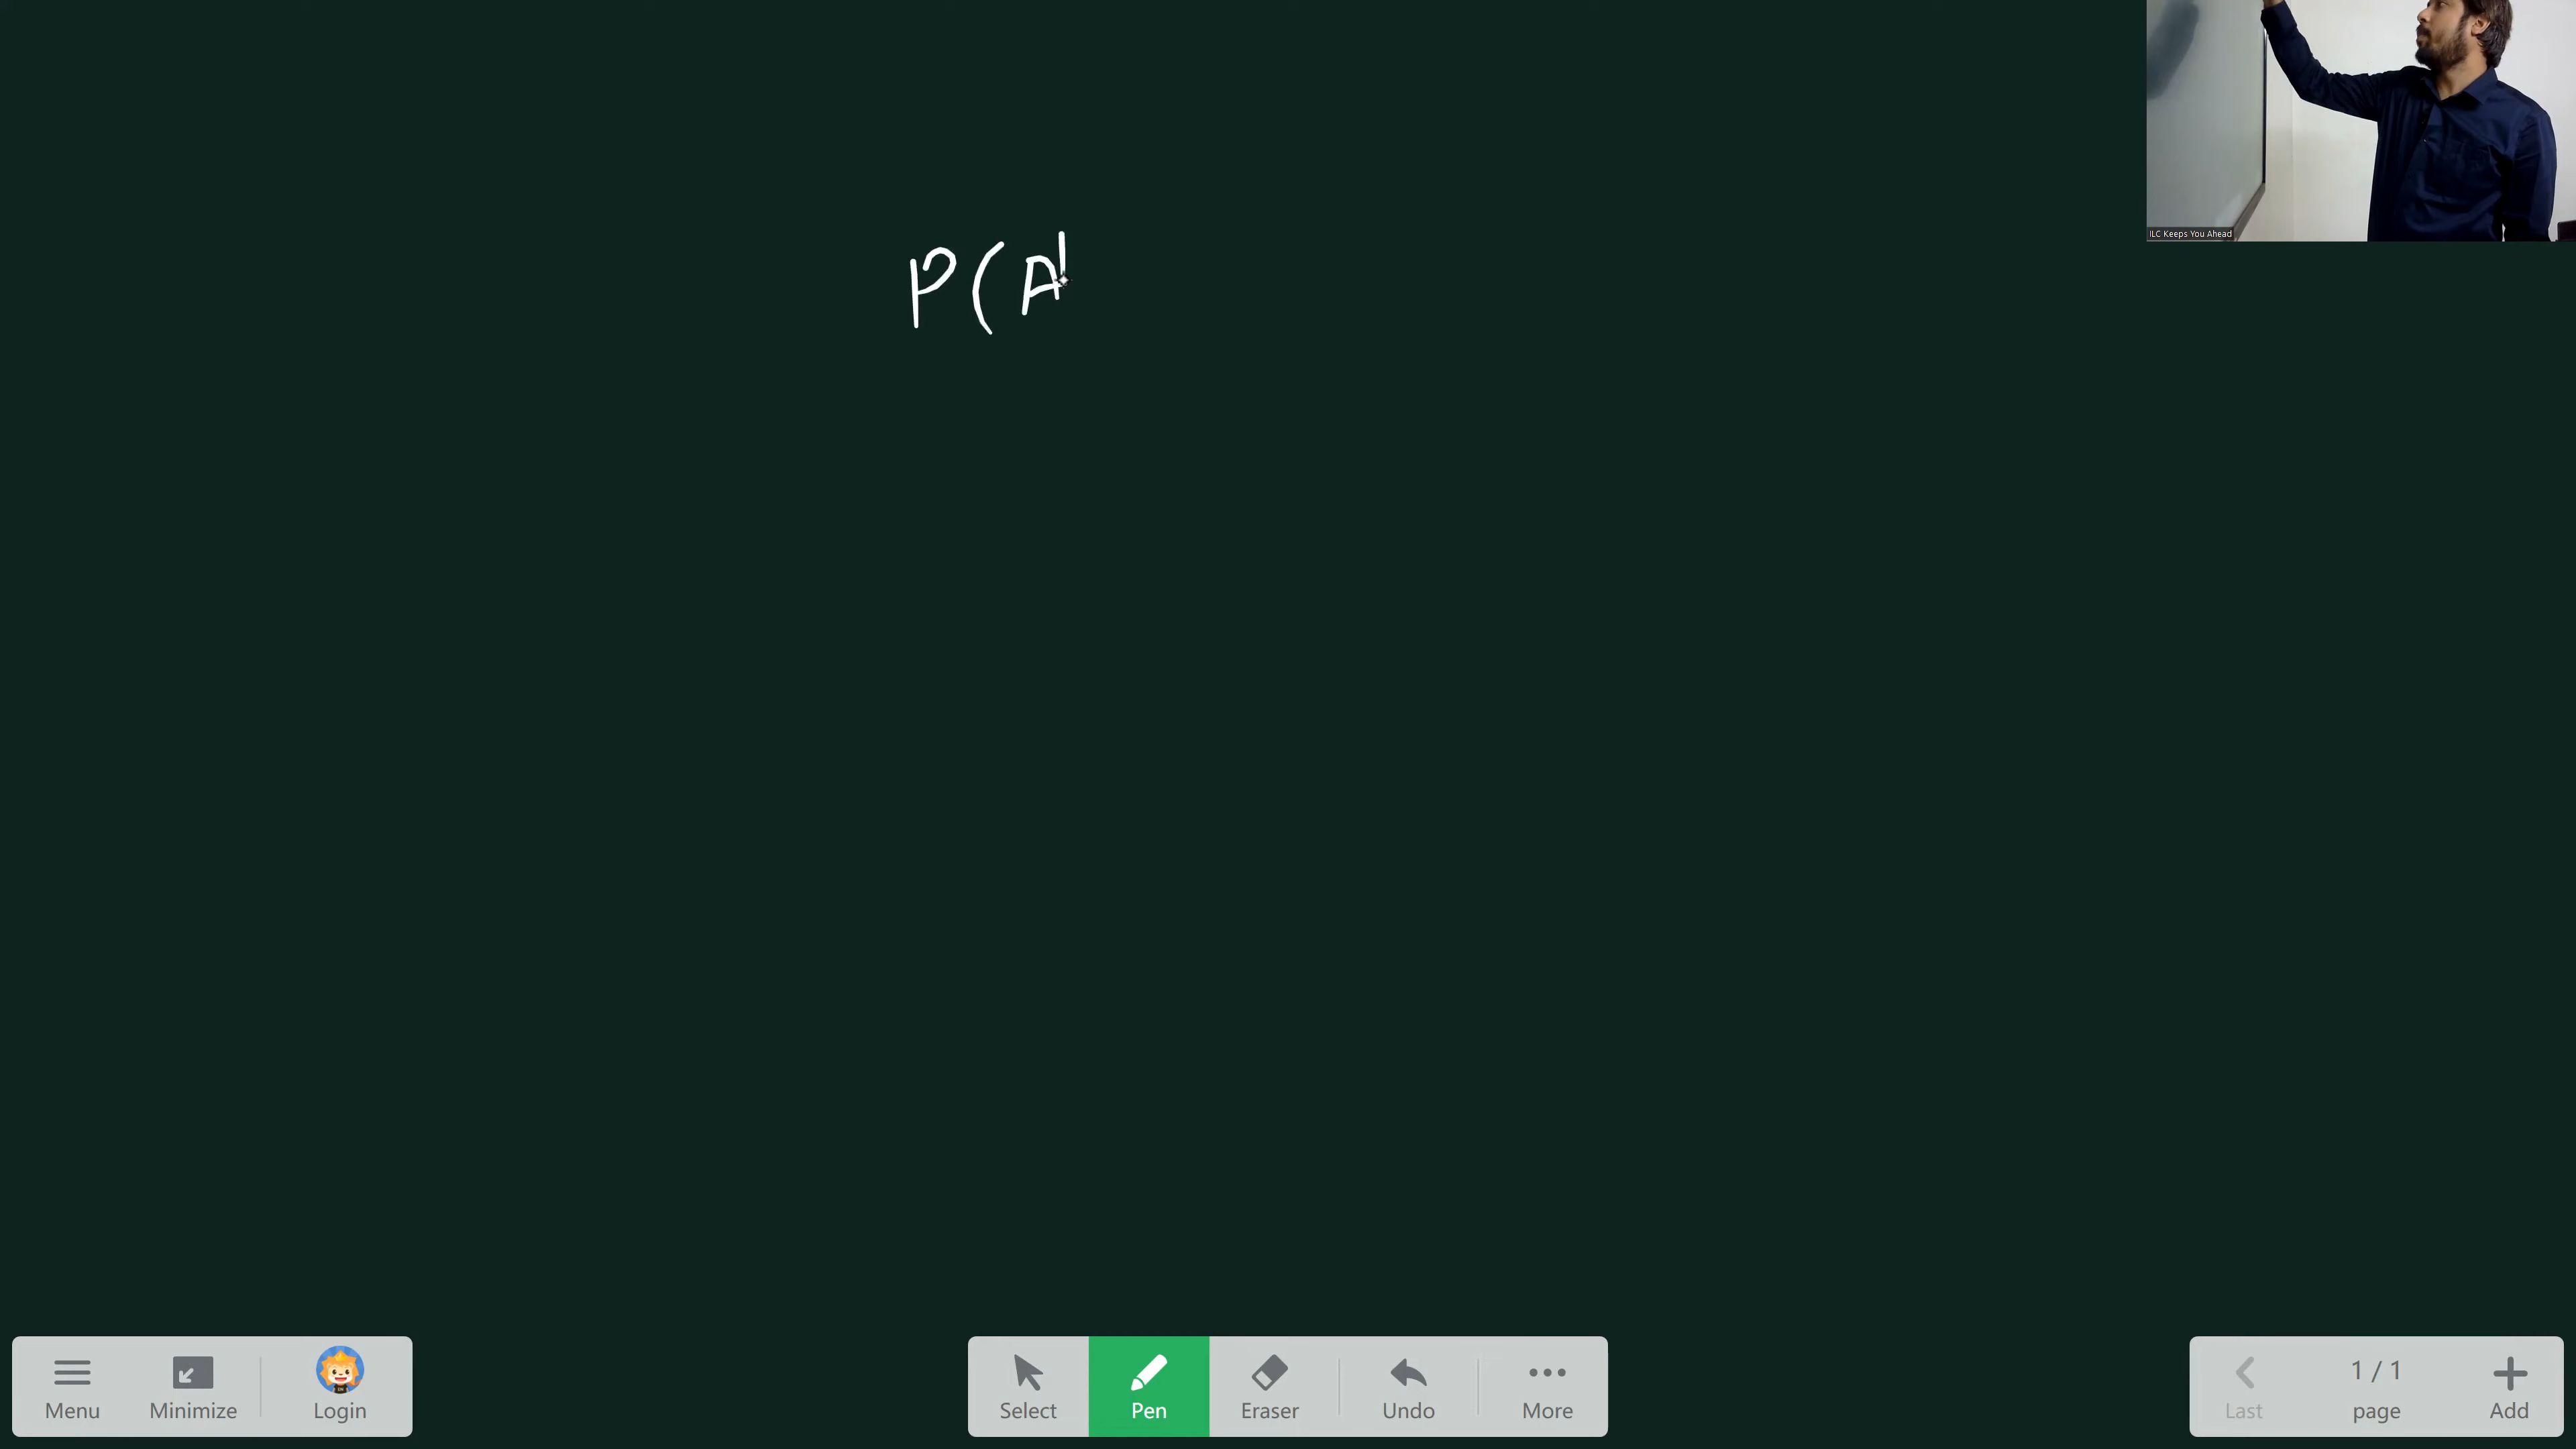 P(A|
ILC Keeps You Ahead
Menu
Minimize
Login
Select
Pen
Eraser
Undo
More
Last
1 / 1
page
Add